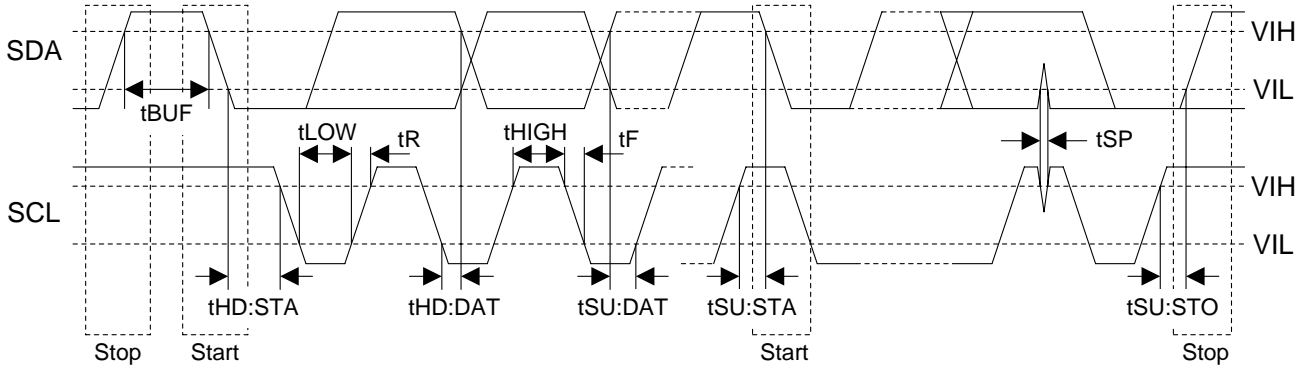 SDA
VIH
VIL
tBUF
tLOW
tR
tHIGH
tF
tSP
SCL
VIH
VIL
tHD:STA
tHD:DAT
tSU:DAT
tSU:STA
tSU:STO
Stop
Start
Start
Stop